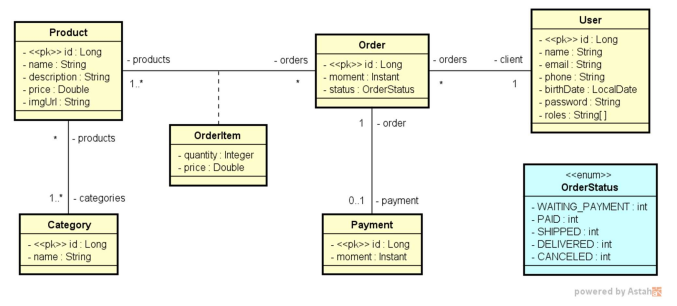 Product
- <<pk>> id : Long
- name : String
- description : String
- price : Double
- imgUrl : String
- products
1..*
- orders
*
Order
- <<pk>> id : Long
- moment : Instant
- status : OrderStatus
- orders
*
- client
1
User
- <<pk>> id : Long
- name : String
- email : String
- phone : String
- birthDate : LocalDate
- password : String
- roles : String[ ]
OrderItem
- quantity : Integer
- price : Double
* - products
1..* - categories
1 - order
0..1 - payment
Category
- <<pk>> id : Long
- name : String
Payment
- <<pk>> id : Long
- moment : Instant
<<enum>>
OrderStatus
- WAITING_PAYMENT : int
- PAID : int
- SHIPPED : int
- DELIVERED : int
- CANCELED : int
powered by Astah